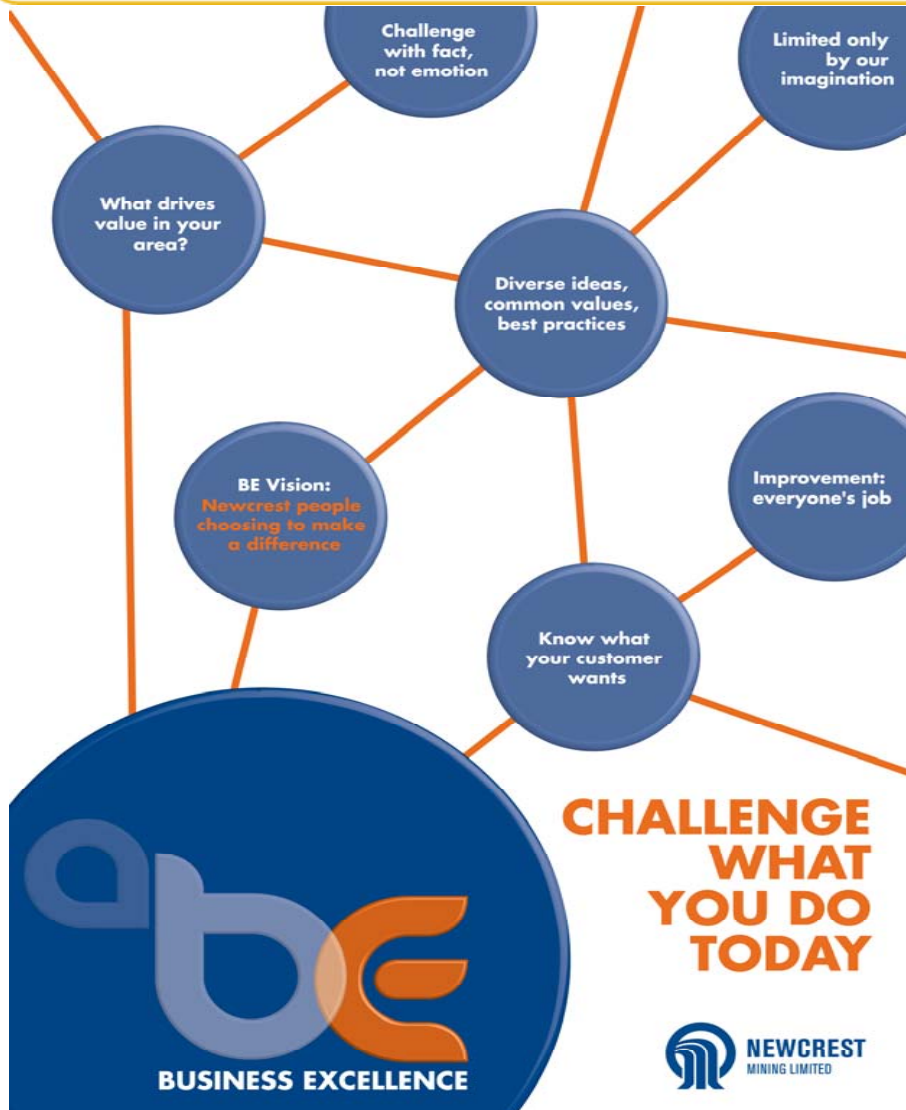 Challenge
with fact,
not emotion
Limited only
by our
imagination
What drives
value in your
area?
Diverse ideas,
common values,
best practices
BE Vision:
Newcrest people
choosing to make
a difference
Improvement:
everyone's job
Know what
your customer
wants
CHALLENGE
WHAT
YOU DO
TODAY
abE
BUSINESS EXCELLENCE
NEWCREST
MINING LIMITED